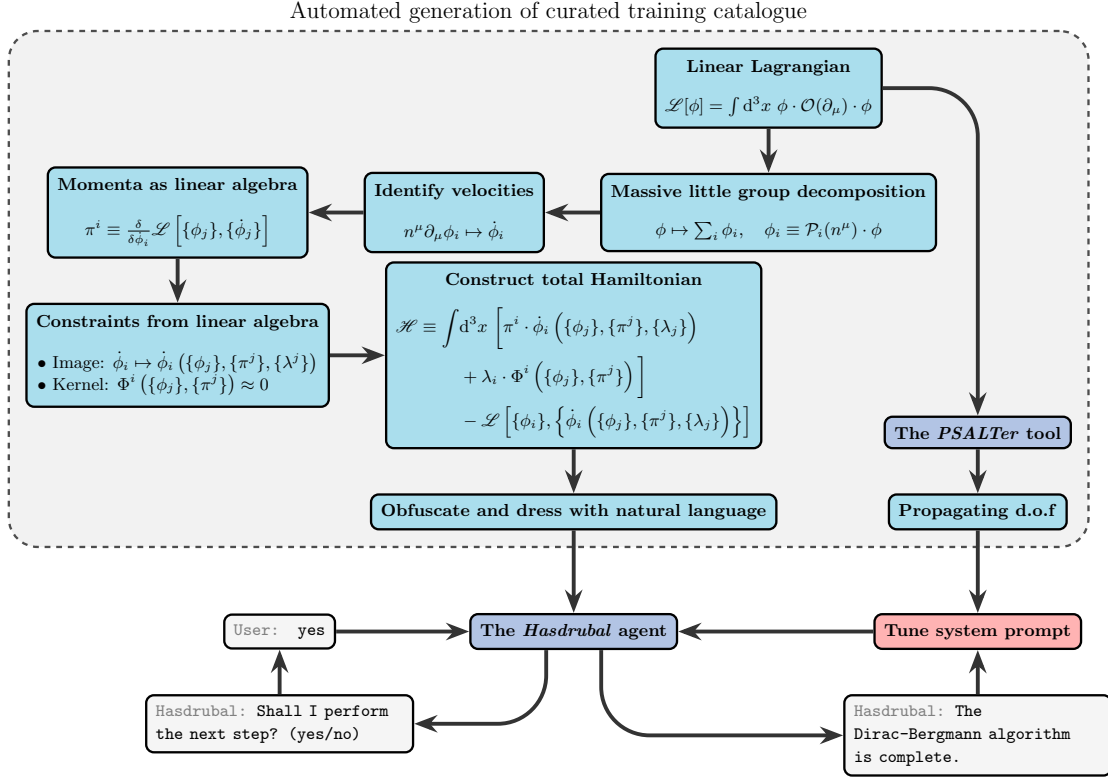 Automated generation of curated training catalogue
Linear Lagrangian
ℒ[ϕ] = ∫ d³x ϕ · 𝒪(∂_μ) · ϕ
Massive little group decomposition
ϕ ↦ ∑_i ϕ_i, ϕ_i ≡ 𝒫_i(n^μ) · ϕ
Identify velocities
n^μ ∂_μ ϕ_i ↦ ϕ̇_i
Momenta as linear algebra
π^i ≡ δ/δϕ̇_i ℒ [{ϕ_j}, {ϕ̇_j}]
Constraints from linear algebra
• Image: ϕ̇_i ↦ ϕ̇_i ({ϕ_j}, {π^j}, {λ^j})
• Kernel: Φ^i ({ϕ_j}, {π^j}) ≈ 0
Construct total Hamiltonian
ℋ ≡ ∫ d³x [π^i · ϕ̇_i ({ϕ_j}, {π^j}, {λ_j})
+ λ_i · Φ^i ({ϕ_j}, {π^j})]
− ℒ [{ϕ_i}, {ϕ̇_i ({ϕ_j}, {π^j}, {λ_j})}]
The PSALTer tool
Obfuscate and dress with natural language
Propagating d.o.f
User: yes
The Hasdrubal agent
Tune system prompt
Hasdrubal: Shall I perform
the next step? (yes/no)
Hasdrubal: The
Dirac-Bergmann algorithm
is complete.